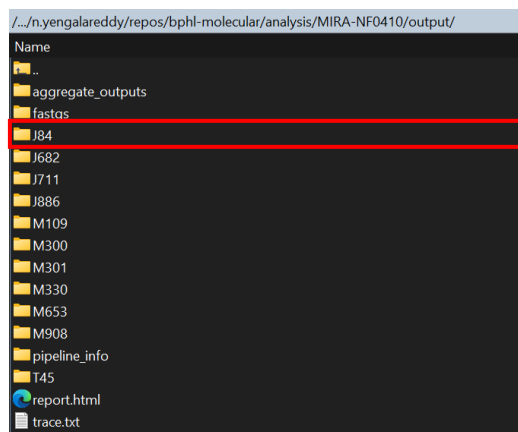 /.../n.yengalareddy/repos/bphl-molecular/analysis/MIRA-NF0410/output/
Name
..
aggregate_outputs
fastqs
J84
J682
J711
J886
M109
M300
M301
M330
M653
M908
pipeline_info
T45
report.html
trace.txt